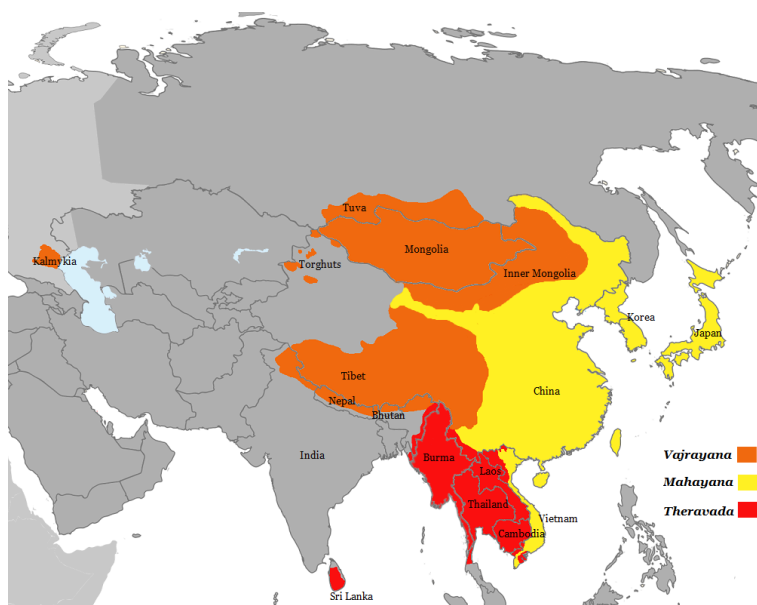 Tuva
Mongolia
Kalmykia
Torghuts
Inner Mongolia
Korea
Japan
Tibet
Nepal
Bhutan
China
India
Burma
Laos
Thailand
Vietnam
Cambodia
Sri Lanka
Vajrayana
Mahayana
Theravada